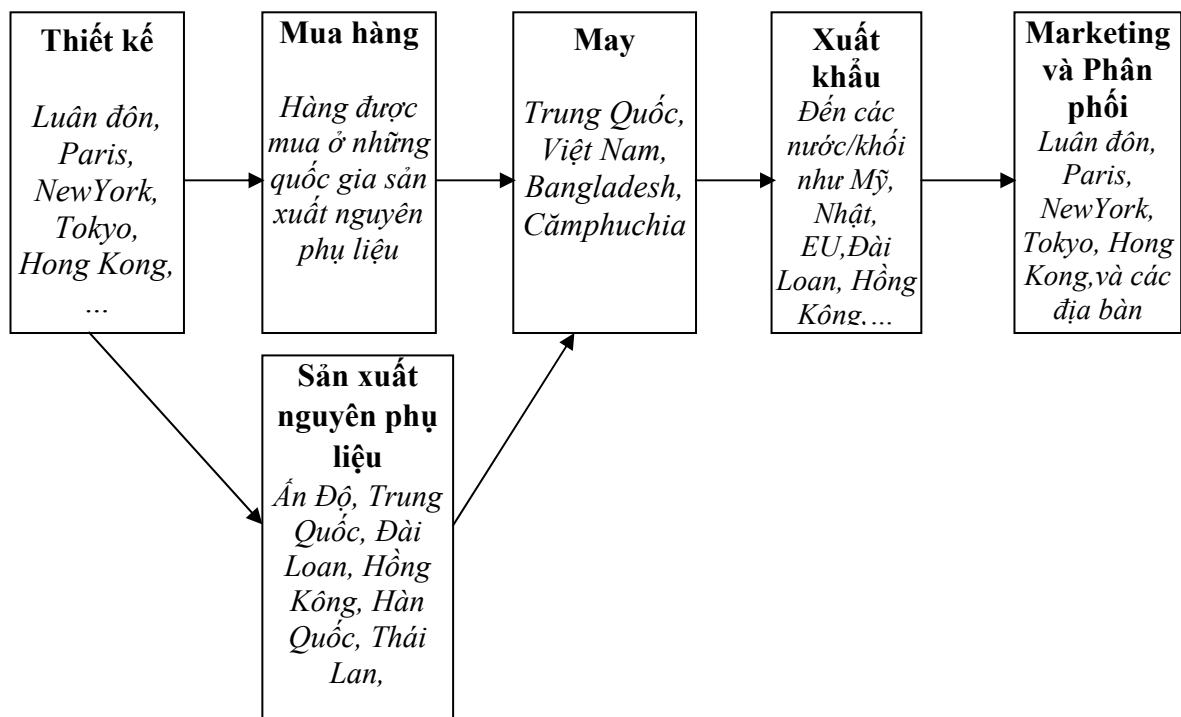 Thiết kế
Luân đôn,
Paris,
NewYork,
Tokyo,
Hong Kong,
...
Mua hàng
Hàng được
mua ở những
quốc gia sản
xuất nguyên
phụ liệu
May
Trung Quốc,
Việt Nam,
Bangladesh,
Cămphuchia
Xuất
khẩu
Đến các
nước/khối
như Mỹ,
Nhật,
EU,Đài
Loan, Hồng
Kông,...
Marketing
và Phân
phối
Luân đôn,
Paris,
NewYork,
Tokyo, Hong
Kong,và các
địa bàn
Sản xuất
nguyên phụ
liệu
Ấn Độ, Trung
Quốc, Đài
Loan, Hồng
Kông, Hàn
Quốc, Thái
Lan,